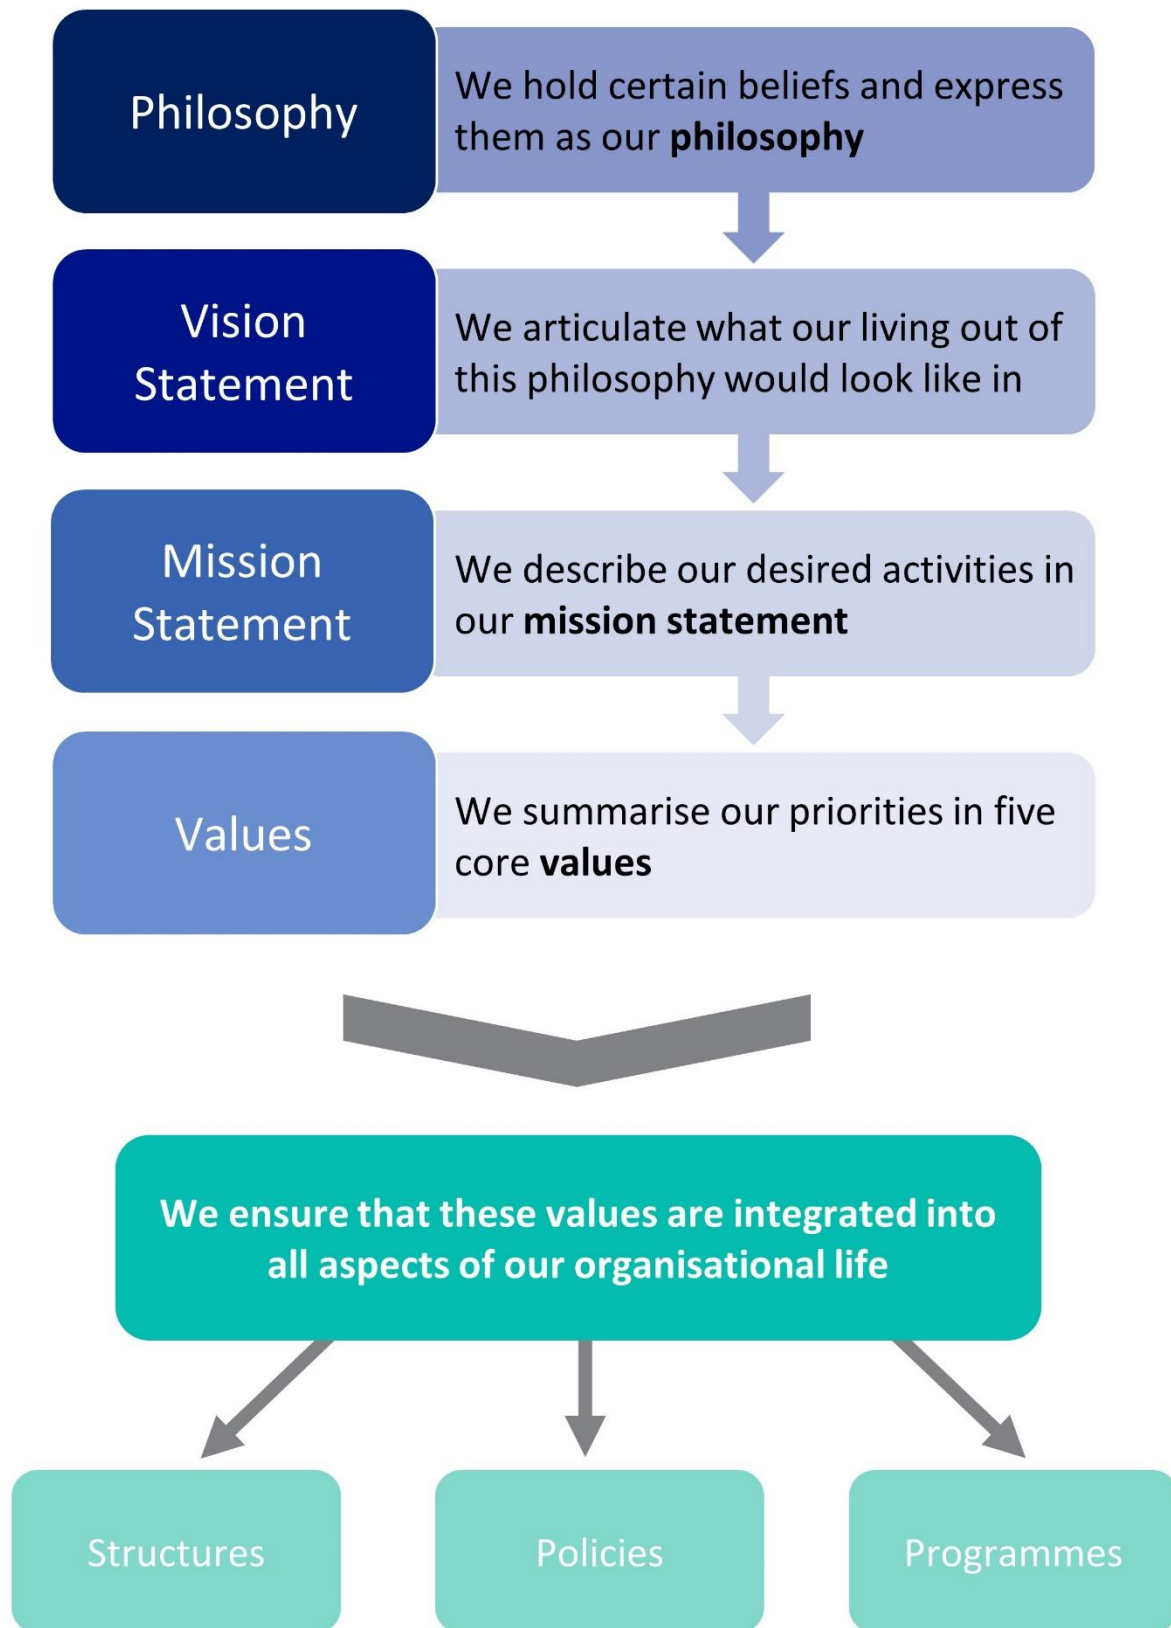 Philosophy
We hold certain beliefs and express
them as our philosophy
Vision
Statement
We articulate what our living out of
this philosophy would look like in
Mission
Statement
We describe our desired activities in
our mission statement
Values
We summarise our priorities in five
core values
We ensure that these values are integrated into
all aspects of our organisational life
Structures
Policies
Programmes